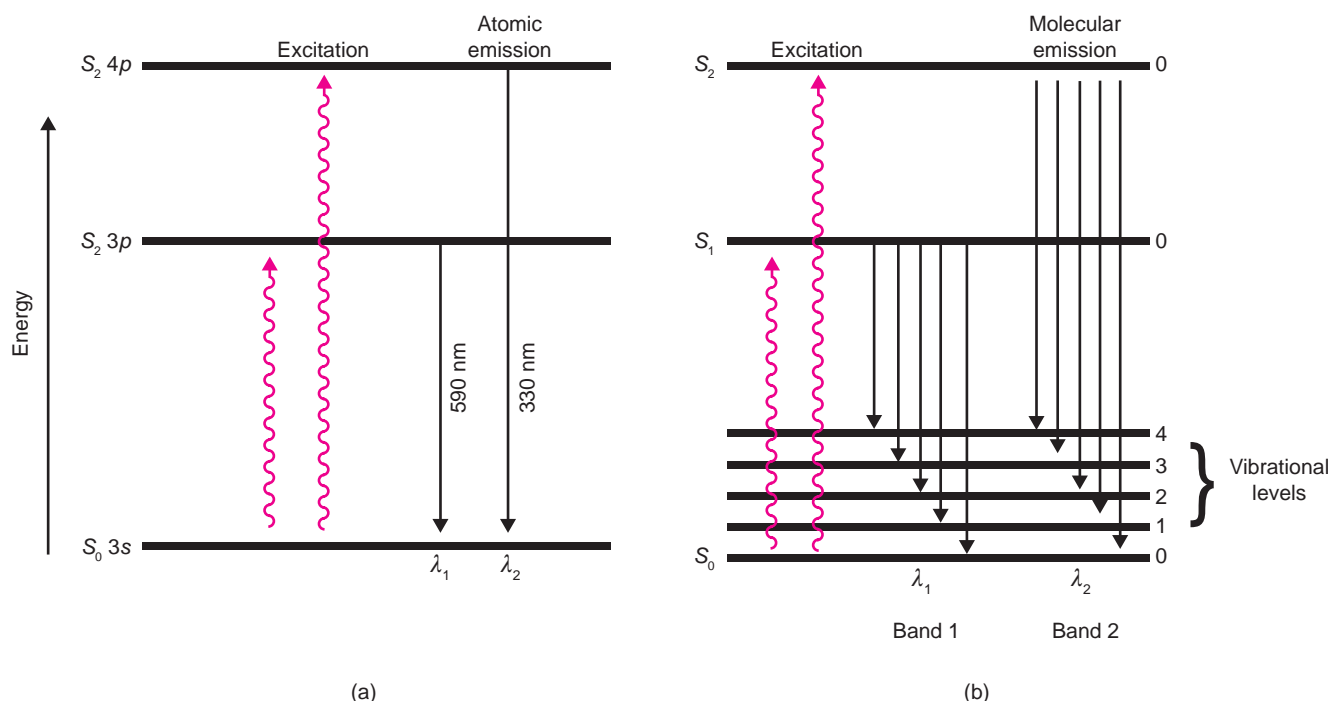 Excitation
Atomic
emission
S2 4p
S2 3p
S0 3s
Energy
590 nm
330 nm
λ1
λ2
(a)
Excitation
Molecular
emission
S2
0
S1
0
4
3
2
1
0
Vibrational
levels
S0
λ1
λ2
Band 1
Band 2
(b)